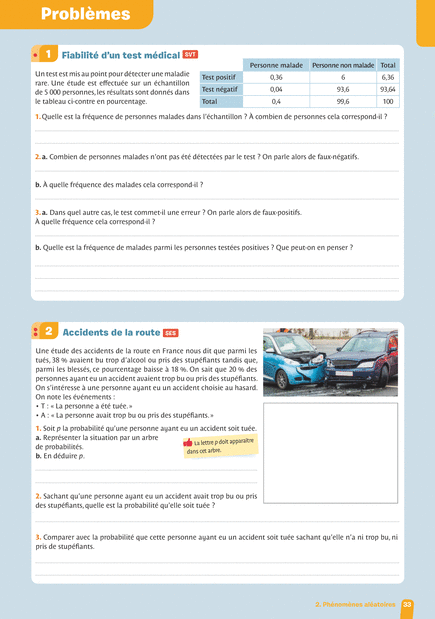 Problèmes
1 Fiabilité d'un test médical SVT
Un test est mis au point pour détecter une maladie
rare. Une étude est effectuée sur un échantillon
de 5 000 personnes, les résultats sont donnés dans
le tableau ci-contre en pourcentage.
Personne malade Personne non malade Total
Test positif 0,36 6 6,36
Test négatif 0,04 93,6 93,64
Total 0,4 99,6 100
1. Quelle est la fréquence de personnes malades dans l'échantillon ? À combien de personnes cela correspond-il ?
2. a. Combien de personnes malades n'ont pas été détectées par le test ? On parle alors de faux-négatifs.
b. À quelle fréquence des malades cela correspond-il ?
3. a. Dans quel autre cas, le test commet-il une erreur ? On parle alors de faux-positifs.
À quelle fréquence cela correspond-il ?
b. Quelle est la fréquence de malades parmi les personnes testées positives ? Que peut-on en penser ?
2 Accidents de la route SES
Une étude des accidents de la route en France nous dit que parmi les
tués, 38 % avaient bu trop d'alcool ou pris des stupéfiants tandis que,
parmi les blessés, ce pourcentage baisse à 18 %. On sait que 20 % des
personnes ayant eu un accident avaient trop bu ou pris des stupéfiants.
On s'intéresse à une personne ayant eu un accident choisie au hasard.
On note les événements :
• T : « La personne a été tuée. »
• A : « La personne avait trop bu ou pris des stupéfiants. »
1. Soit p la probabilité qu'une personne ayant eu un accident soit tuée.
a. Représenter la situation par un arbre
de probabilités.
b. En déduire p.
La lettre p doit apparaitre
dans cet arbre.
2. Sachant qu'une personne ayant eu un accident avait trop bu ou pris
des stupéfiants, quelle est la probabilité qu'elle soit tuée ?
3. Comparer avec la probabilité que cette personne ayant eu un accident soit tuée sachant qu'elle n'a ni trop bu, ni
pris de stupéfiants.
2. Phénomènes aléatoires 33